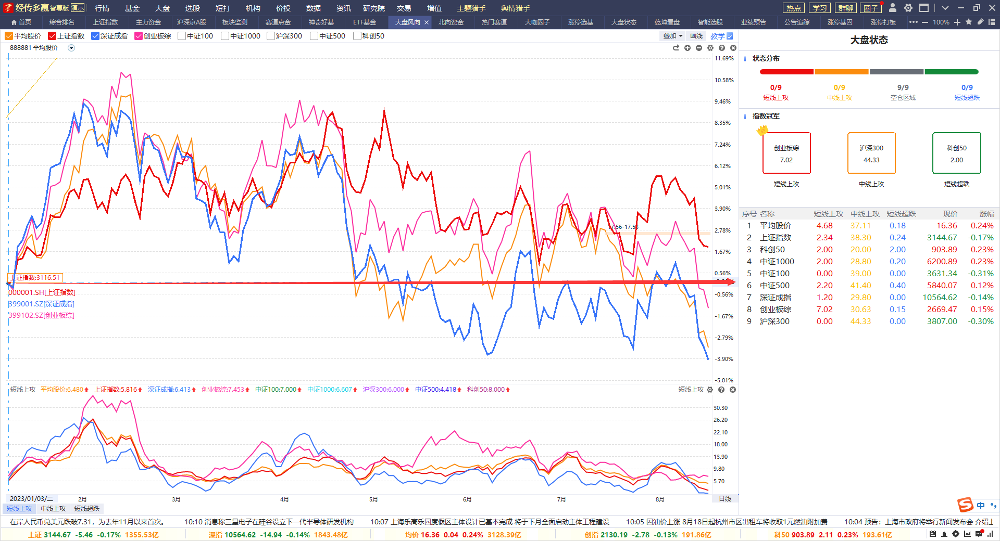 经传多赢 智尊版 演示 行情 基金 大盘 选股 短打 机构 价投 数据 资讯 研究院 交易 增值 主题猎手 舆情猎手 热点 学习 群聊 圈子
首页 综合排名 上证指数 主力资金 沪深京A股 板块监测 赛道点金 神奇好基 ETF基金 大盘风向 北向资金 热门赛道 大咖圈子 涨停选基 大盘状态 乾坤看盘 智能选股 业绩预告 公告追踪 涨停基因 涨停打板 100%
平均股价 上证指数 深证成指 创业板综 中证100 中证1000 沪深300 中证500 科创50 叠加 画线 教学
888881 平均股价
11.69%
10.58%
9.46%
8.35%
7.24%
6.12%
5.01%
3.90%
2.78%
1.67%
0.56%
-0.56%
-1.67%
-2.79%
-3.90%
-5.01%
17.56-17.53
上证指数:3116.51
000001.SH[上证指数]
399001.SZ[深证成指]
399102.SZ[创业板综]
短线上攻 平均股价:6.480 上证指数:5.816 深证成指:6.413 创业板综:7.453 中证100:7.000 中证1000:6.607 沪深300:6.000 中证500:4.418 科创50:8.000 短线上攻
30.30
26.20
22.10
18.00
13.90
9.80
5.70
2023/01/03/二 2月 3月 4月 5月 6月 7月 8月 日线
短线上攻 中线上攻 短线超跌
大盘状态
状态分布
0/9 0/9 9/9 0/9
短线上攻 中线上攻 空仓区域 短线超跌
指数冠军
创业板综 沪深300 科创50
7.02 44.33 2.00
短线上攻 中线上攻 短线超跌
序号 名称 短线上攻 中线上攻 短线超跌 现价 涨幅
1 平均股价 4.68 37.11 0.18 16.36 0.24%
2 上证指数 2.34 38.30 0.24 3144.67 -0.17%
3 科创50 2.00 20.00 2.00 903.89 0.23%
4 中证1000 2.00 28.80 0.20 6200.89 0.23%
5 中证100 0.00 39.00 0.00 3631.34 -0.31%
6 中证500 2.20 41.40 0.40 5840.07 0.12%
7 深证成指 1.20 29.80 0.00 10564.62 -0.14%
8 创业板综 7.02 30.63 0.15 2669.47 0.15%
9 沪深300 0.00 44.33 0.00 3807.00 -0.30%
中
在岸人民币兑美元跌破7.31，为去年11月以来首次。 10:10 消息称三星电子在硅谷设立下一代半导体研发机构 10:07 上海乐高乐园度假区主体设计已基本完成 将于下月全面启动主体工程建设 10:05 因油价上涨 8月18日起杭州市区出租车将收取1元燃油附加费 10:04 预告：上海市政府将举行新闻发布会 介绍上
上证 3144.67 -5.46 -0.17% 1355.53亿 深指 10564.62 -14.94 -0.14% 1843.48亿 均价 16.36 0.04 0.24% 3128.39亿 创指 2130.19 -2.78 -0.13% 191.86亿 科50 903.89 2.11 0.23% 193.61亿